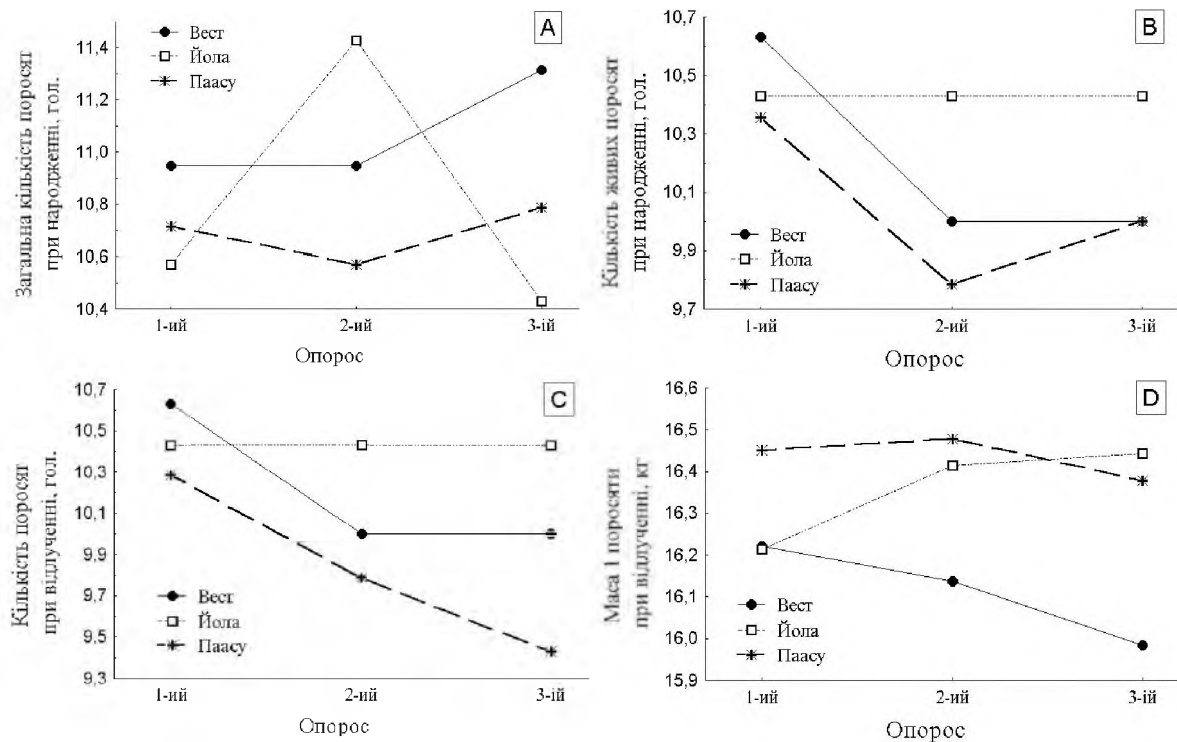 A
Вест
Йола
Паасу
Загальна кількість поросят
при народженні, гол.
11,4
11,2
11,0
10,8
10,6
10,4
1-ий
2-ий
3-ій
Опорос
B
Вест
Йола
Паасу
Кількість живих поросят
при народженні, гол.
10,7
10,5
10,3
10,1
9,9
9,7
1-ий
2-ий
3-ій
Опорос
C
Вест
Йола
Паасу
Кількість поросят
при відлученні, гол.
10,7
10,5
10,3
10,1
9,9
9,7
9,5
9,3
1-ий
2-ий
3-ій
Опорос
D
Вест
Йола
Паасу
Маса 1 поросяти
при відлученні, кг
16,6
16,5
16,4
16,3
16,2
16,1
16,0
15,9
1-ий
2-ий
3-ій
Опорос